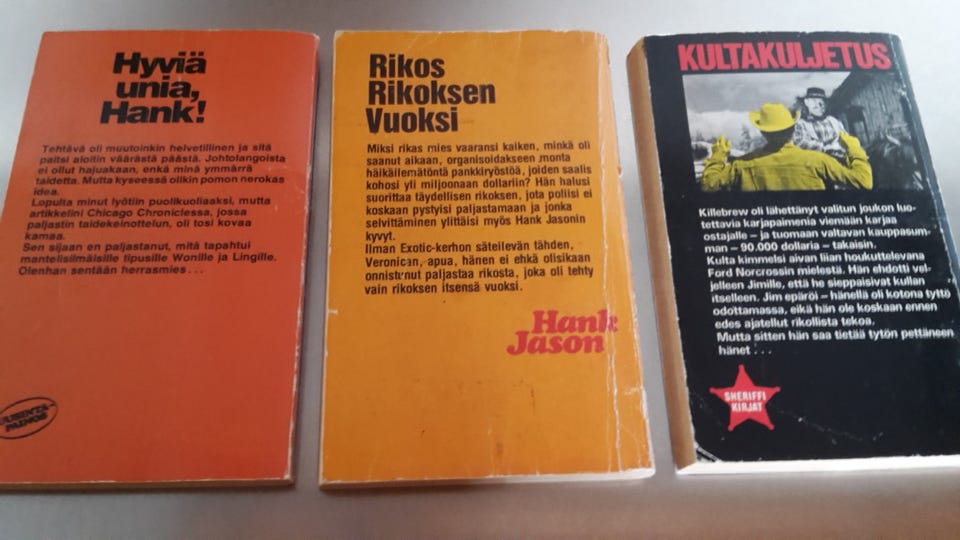 Hyviä
unia,
Hank!
Tehtävä oli muutoinkin helvetillinen ja sitä
paitsi aloitin väärästä päästä. Johtolangoista
ei ollut hajuakaan, enkä minä ymmärrä
taidetta. Mutta kyseessä olikin pomon nerokas
idea.
Lopulta minut lyötiin puolikuoliaaksi, mutta
artikkelini Chicago Chroniclessa, jossa
paljastin taidekeinottelun, oli tosi kovaa
kamaa.
Sen sijaan en paljastanut, mitä tapahtui
mantelisilmäisille tipusille Wonille ja Lingille.
Olenhan sentään herrasmies ...
UUSINTA-
PAINOS
Rikos
Rikoksen
Vuoksi
Miksi rikas mies vaaransi kaiken, minkä oli
saanut aikaan, organisoidakseen monta
häikäilemätöntä pankkiryöstöä, joiden saalis
kohosi yli miljoonaan dollariin? Hän halusi
suorittaa täydellisen rikoksen, jota poliisi ei
koskaan pystyisi paljastamaan ja jonka
selvittäminen ylittäisi myös Hank Jasonin
kyvyt.
Ilman Exotic-kerhon säteilevän tähden,
Veronican, apua, hänen ei ehkä olisikaan
onnistunut paljastaa rikosta, joka oli tehty
vain rikoksen itsensä vuoksi.
Hank
Jason
KULTAKULJETUS
Killebrew oli lähettänyt valitun joukon luo-
tettavia karjapaimenia viemään karjaa
ostajalle – ja tuomaan valtavan kauppasum-
man – 90.000 dollaria – takaisin.
Kulta kimmelsi aivan liian houkuttelevana
Ford Norcrossin mielestä. Hän ehdotti vel-
jelleen Jimille, että he sieppaisivat kullan
itselleen. Jim epäröi – hänellä oli kotona tyttö
odottamassa, eikä hän ole koskaan ennen
edes ajatellut rikollista tekoa.
Mutta sitten hän saa tietää tytön pettäneen
hänet ...
SHERIFFI
KIRJAT